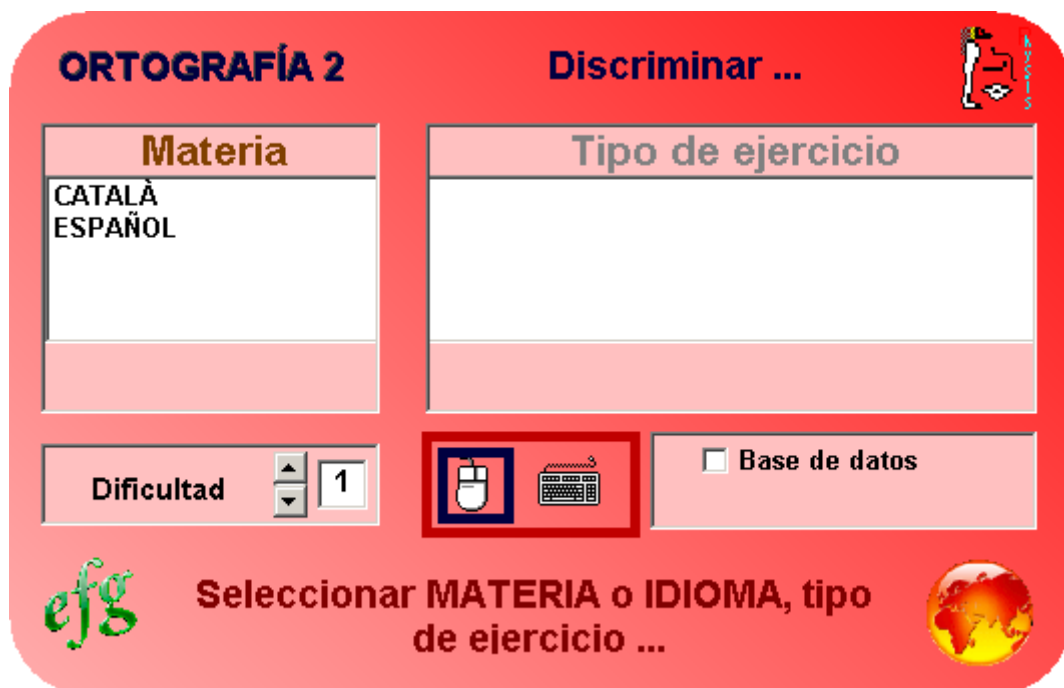 ORTOGRAFÍA 2
Discriminar ...
Physis
Materia
CATALÀ
ESPAÑOL
Tipo de ejercicio
Dificultad
1
Base de datos
efg
Seleccionar MATERIA o IDIOMA, tipo
de ejercicio ...